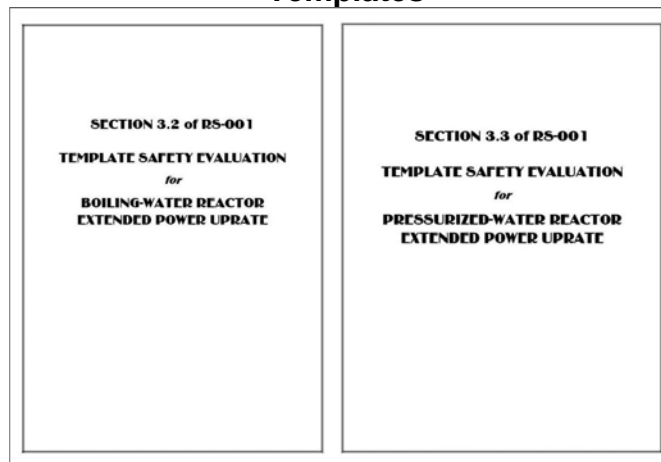 Templates
SECTION 3.2 of RS-001
TEMPLATE SAFETY EVALUATION
for
BOILING-WATER REACTOR
EXTENDED POWER UPRATE
SECTION 3.3 of RS-001
TEMPLATE SAFETY EVALUATION
for
PRESSURIZED-WATER REACTOR
EXTENDED POWER UPRATE